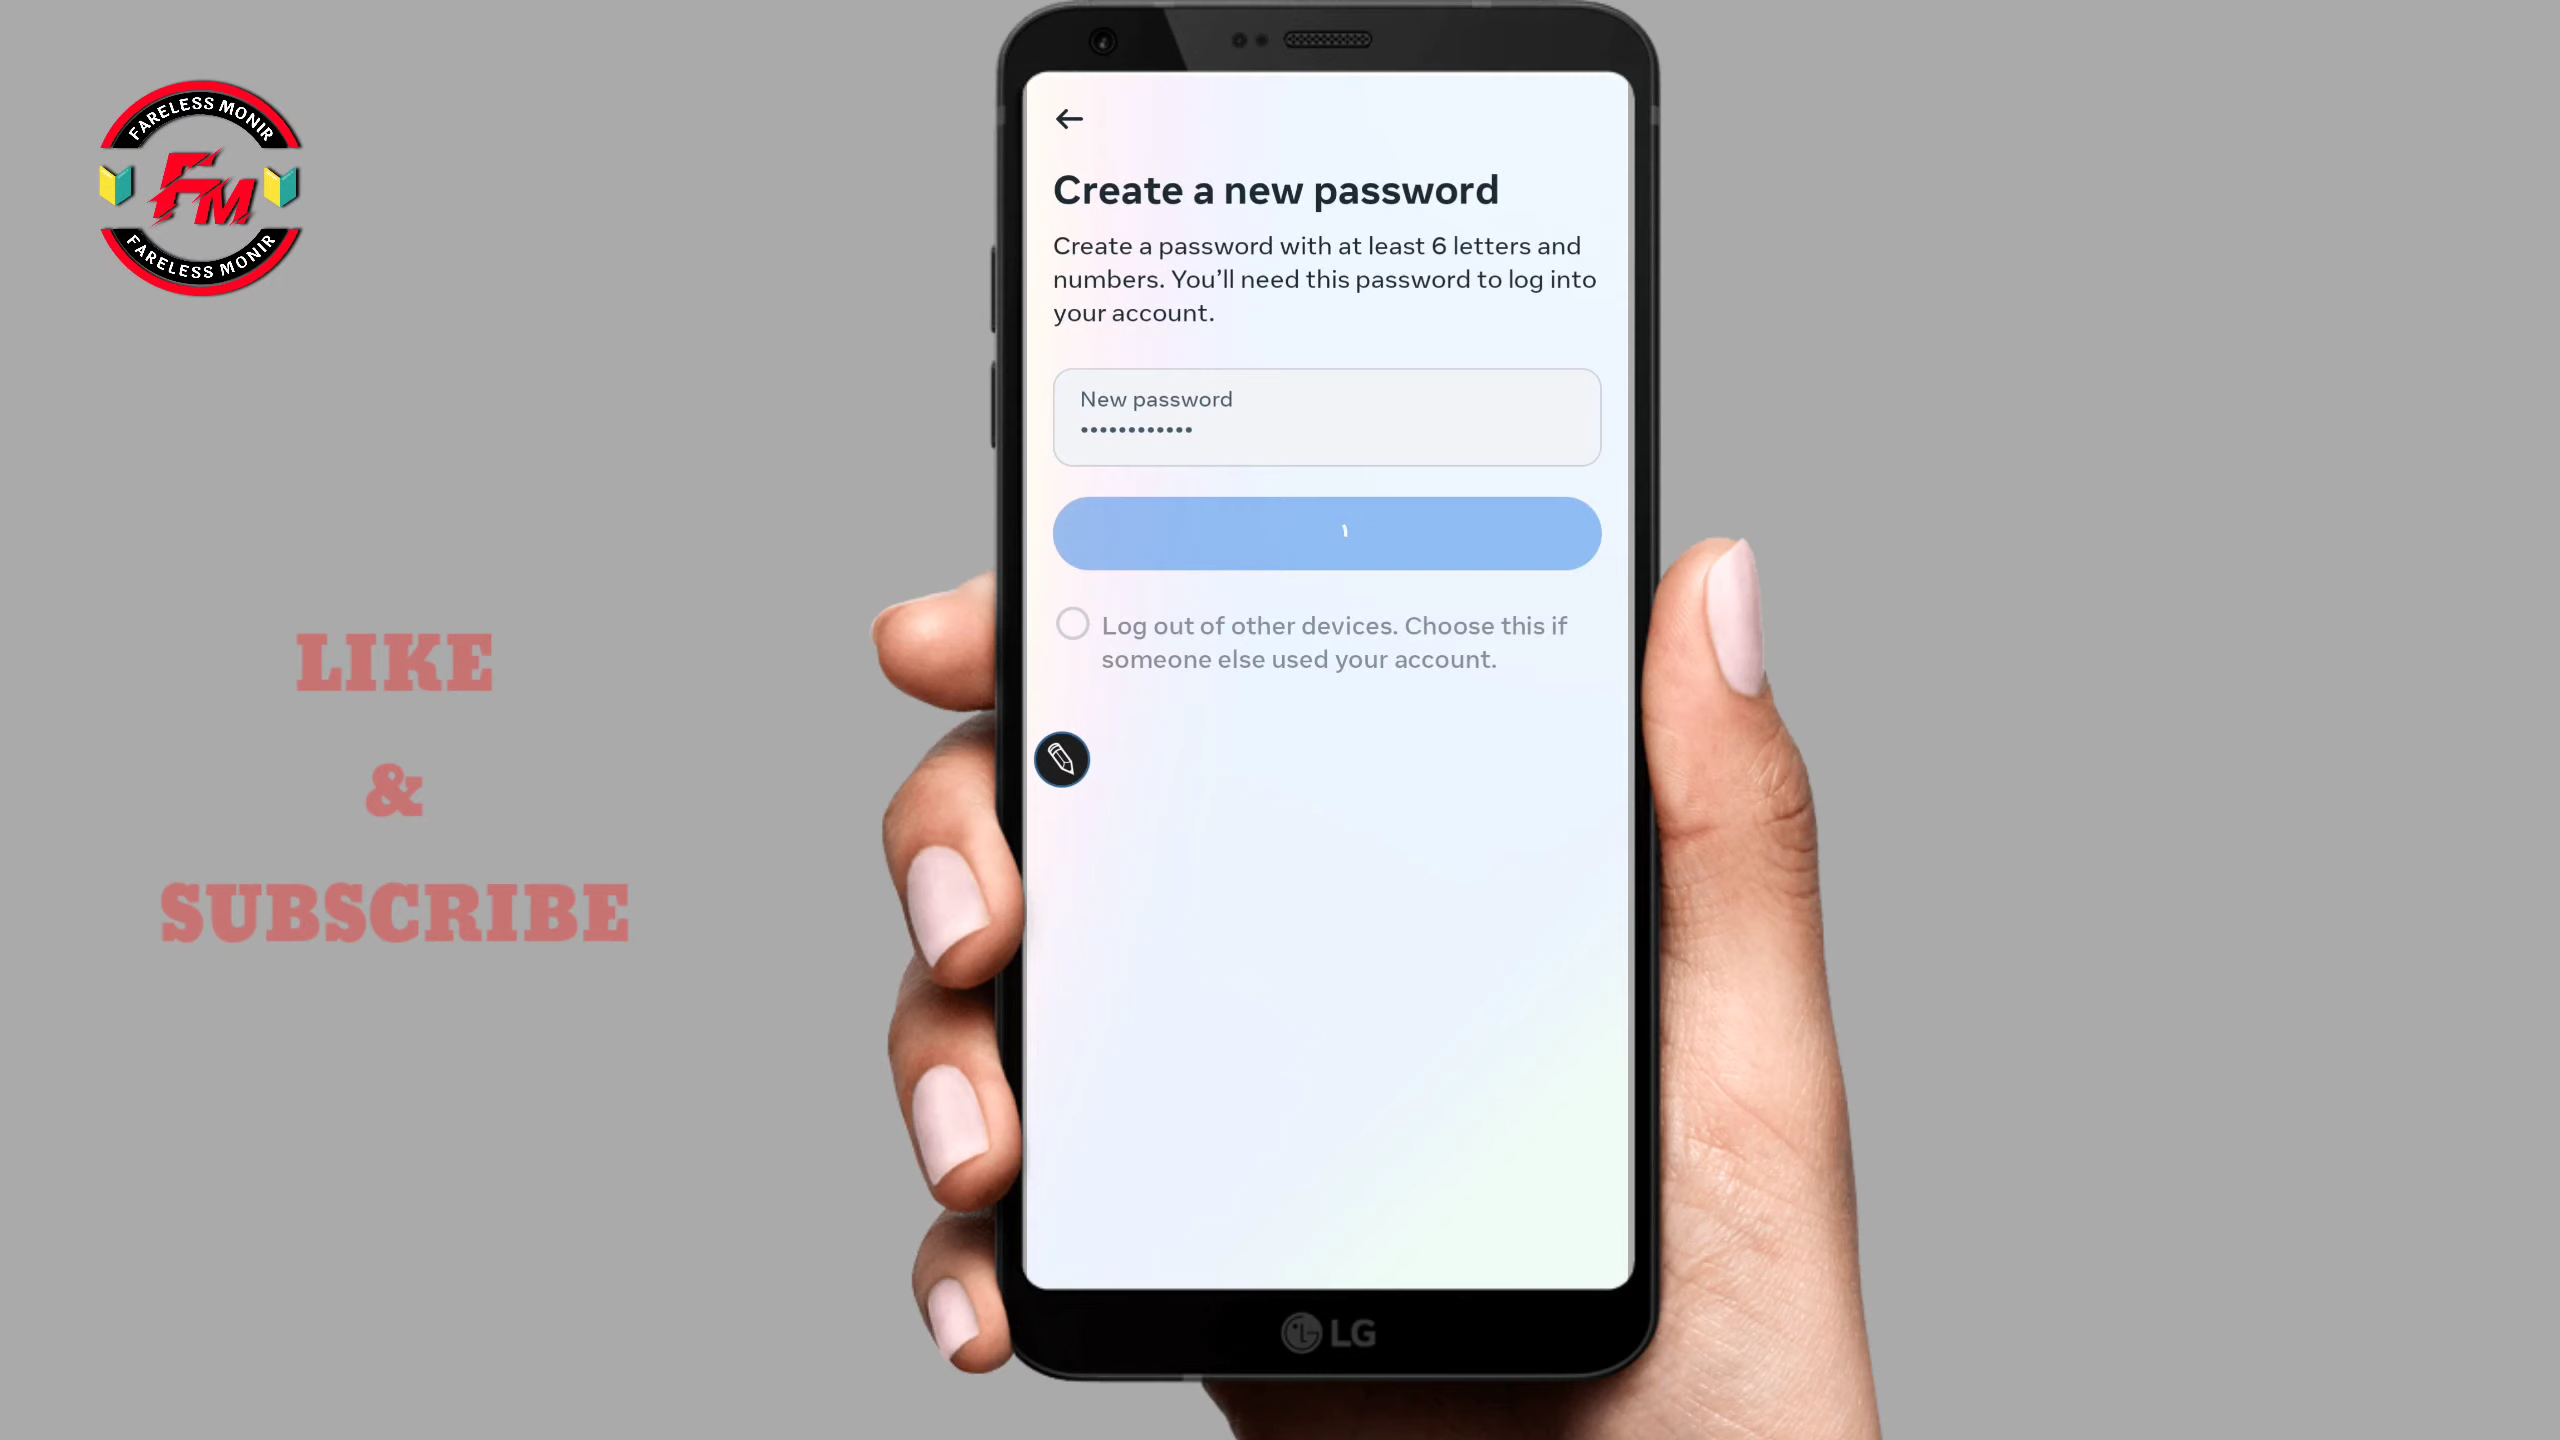 FARELESS MONIR
FM
FARELESS MONIR
LIKE
&
SUBSCRIBE
Create a new password
Create a password with at least 6 letters and
numbers. You’ll need this password to log into
your account.
New password
••••••••••••
Log out of other devices. Choose this if
someone else used your account.
LG